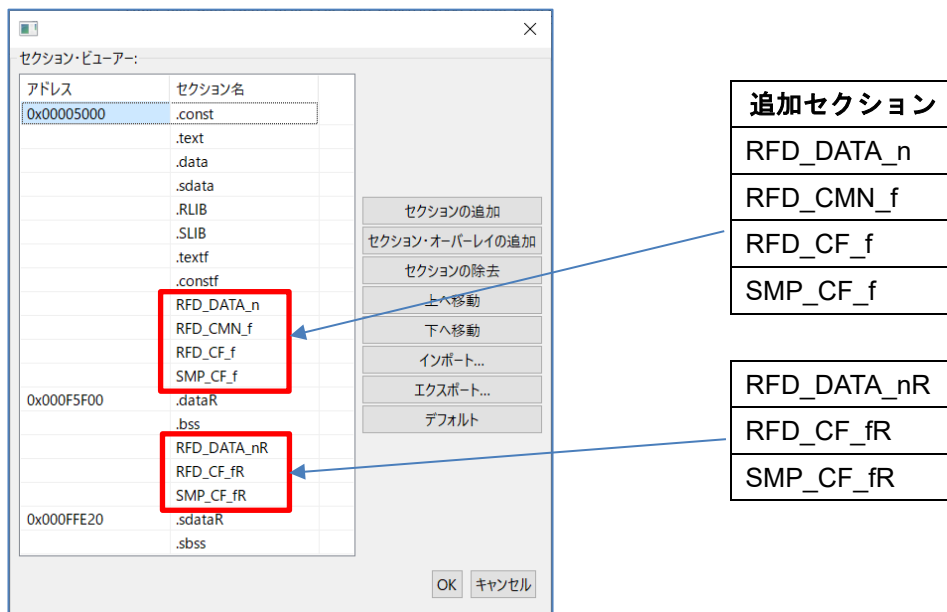 セクション・ビューアー:
アドレス セクション名
0x00005000 .const
.text
.data
.sdata
.RLIB
.SLIB
.textf
.constf
RFD_DATA_n
RFD_CMN_f
RFD_CF_f
SMP_CF_f
0x000F5F00 .dataR
.bss
RFD_DATA_nR
RFD_CF_fR
SMP_CF_fR
0x000FFE20 .sdataR
.sbss
セクションの追加
セクション・オーバーレイの追加
セクションの除去
上へ移動
下へ移動
インポート...
エクスポート...
デフォルト
OK キャンセル
追加セクション
RFD_DATA_n
RFD_CMN_f
RFD_CF_f
SMP_CF_f
RFD_DATA_nR
RFD_CF_fR
SMP_CF_fR